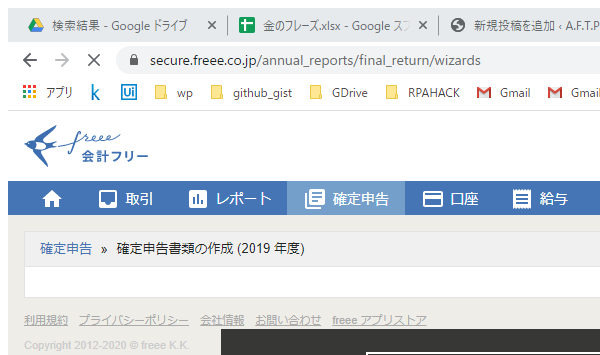 検索結果 - Google ドライブ
金のフレーズ.xlsx - Google スプ
新規投稿を追加 ‹ A.F.T.P
secure.freee.co.jp/annual_reports/final_return/wizards
アプリ
k
Ui
wp
github_gist
GDrive
RPAHACK
Gmail
Gmai
freee
会計フリー
取引
レポート
確定申告
口座
給与
確定申告 » 確定申告書類の作成 (2019 年度)
利用規約 プライバシーポリシー 会社情報 お問い合わせ freee アプリストア
Copyright 2012-2020 © freee K.K.